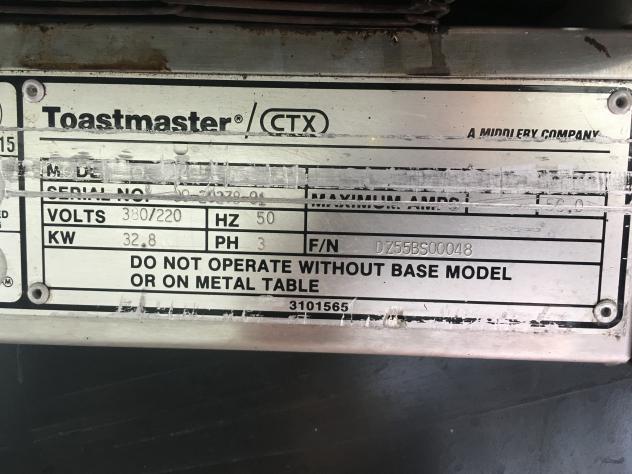 Toastmaster® / CTX
A MIDDLEBY COMPANY
15
SERIAL NO.
MAXIMUM AMPS 50.0
VOLTS 380/220 HZ 50
KW 32.8 PH 3 F/N DZ55BS00048
DO NOT OPERATE WITHOUT BASE MODEL
OR ON METAL TABLE
3101565